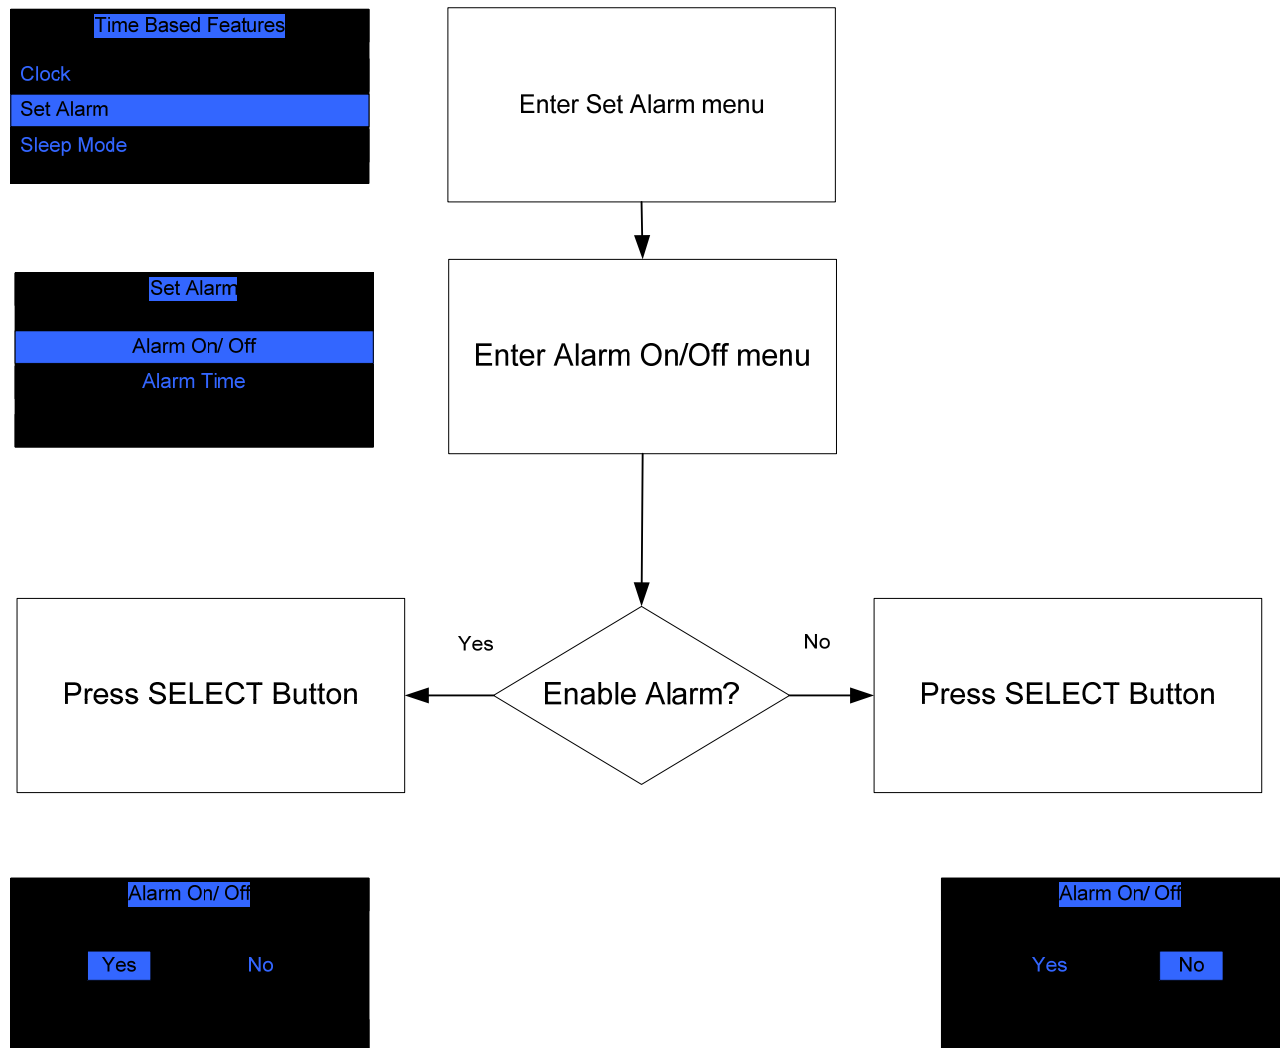 Time Based Features
Clock
Set Alarm
Sleep Mode
Enter Set Alarm menu
Set Alarm
Alarm On/ Off
Alarm Time
Enter Alarm On/Off menu
Yes
No
Press SELECT Button
Enable Alarm?
Press SELECT Button
Alarm On/ Off
Yes No
Alarm On/ Off
Yes No